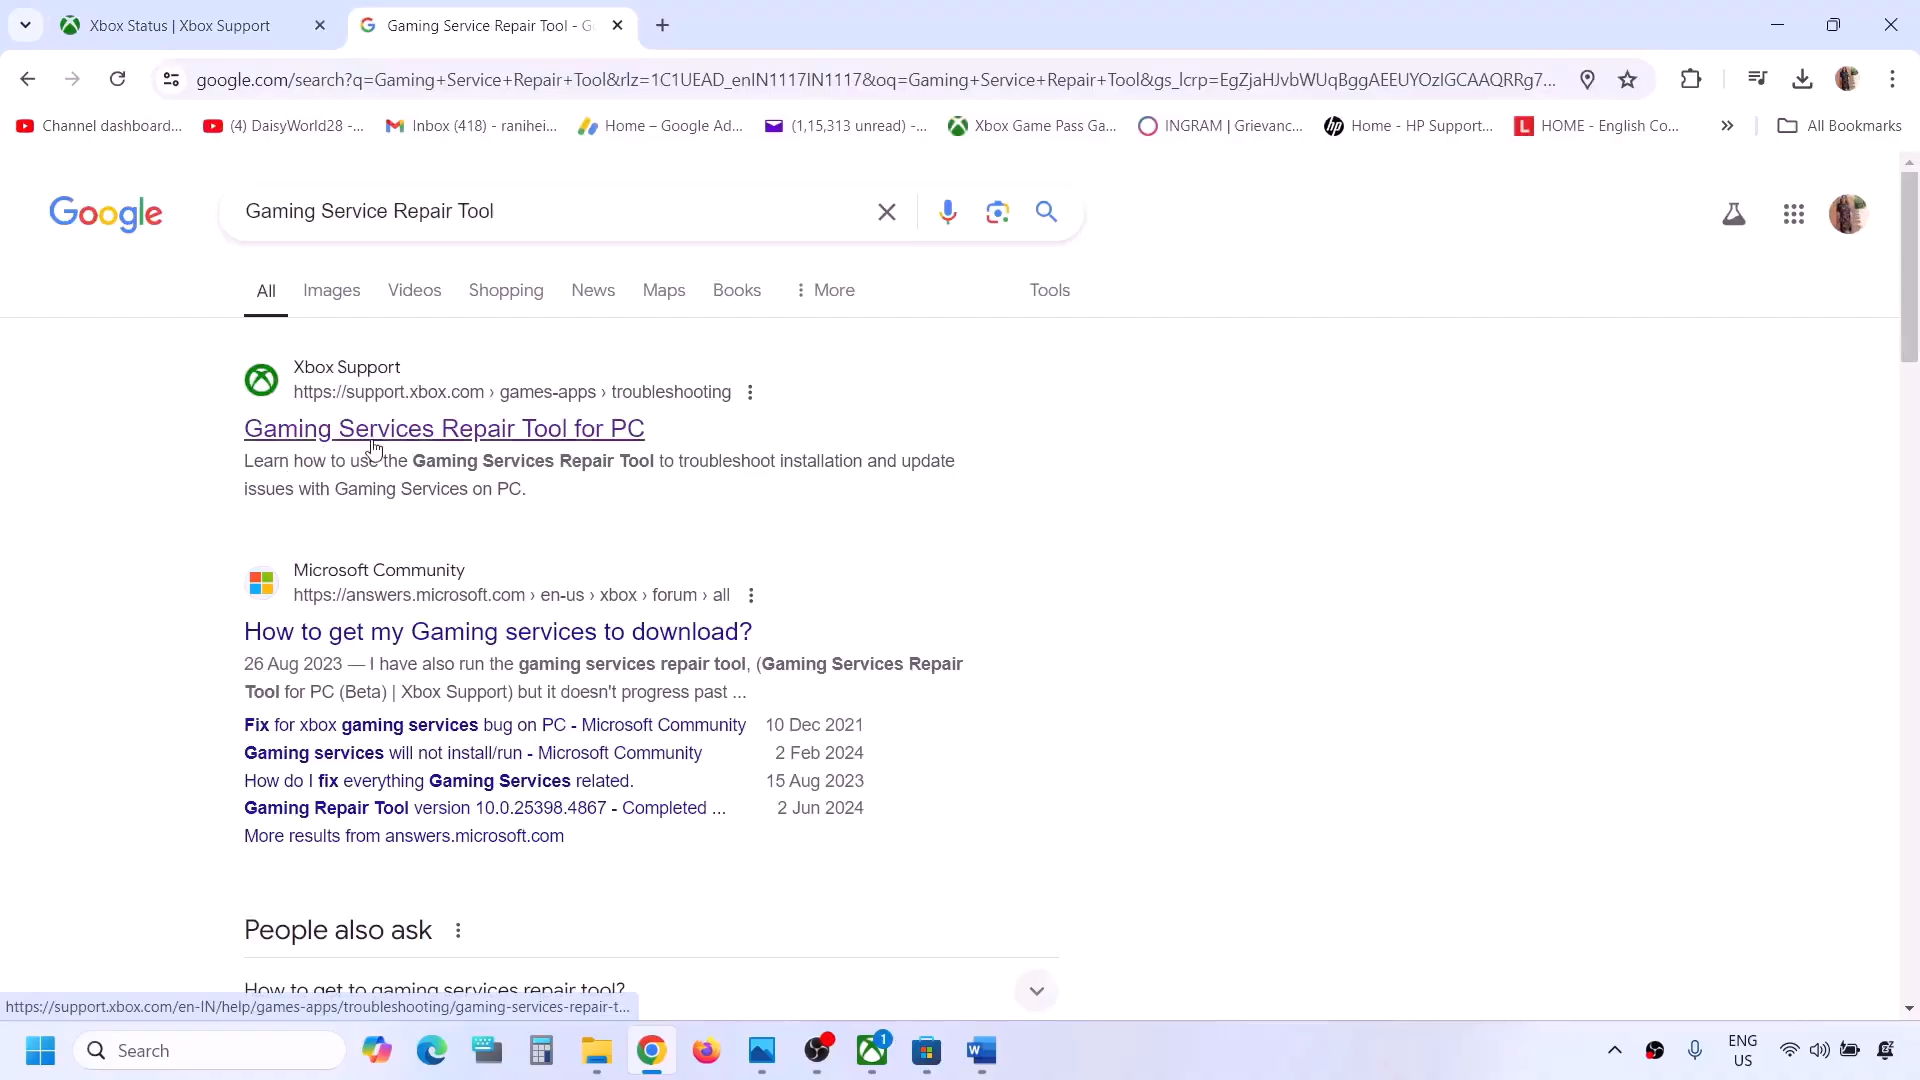 Xbox Status | Xbox Support
Gaming Service Repair Tool - G
google.com/search?q=Gaming+Service+Repair+Tool&rlz=1C1UEAD_enIN1117IN1117&oq=Gaming+Service+Repair+Tool&gs_lcrp=EgZjaHJvbWUqBggAEEUYOzIGCAAQRRg7...
Channel dashboard...
(4) DaisyWorld28 -...
Inbox (418) - ranihei...
Home – Google Ad...
(1,15,313 unread) -...
Xbox Game Pass Ga...
INGRAM | Grievanc...
Home - HP Support...
HOME - English Co...
All Bookmarks
Google
Gaming Service Repair Tool
All Images Videos Shopping News Maps Books More Tools
Xbox Support
https://support.xbox.com › games-apps › troubleshooting
Gaming Services Repair Tool for PC
Learn how to use the Gaming Services Repair Tool to troubleshoot installation and update
issues with Gaming Services on PC.
Microsoft Community
https://answers.microsoft.com › en-us › xbox › forum › all
How to get my Gaming services to download?
26 Aug 2023 — I have also run the gaming services repair tool, (Gaming Services Repair
Tool for PC (Beta) | Xbox Support) but it doesn't progress past ...
Fix for xbox gaming services bug on PC - Microsoft Community 10 Dec 2021
Gaming services will not install/run - Microsoft Community 2 Feb 2024
How do I fix everything Gaming Services related. 15 Aug 2023
Gaming Repair Tool version 10.0.25398.4867 - Completed ... 2 Jun 2024
More results from answers.microsoft.com
People also ask
How to get to gaming services repair tool?
https://support.xbox.com/en-IN/help/games-apps/troubleshooting/gaming-services-repair-t...
Search
1
ENG
US